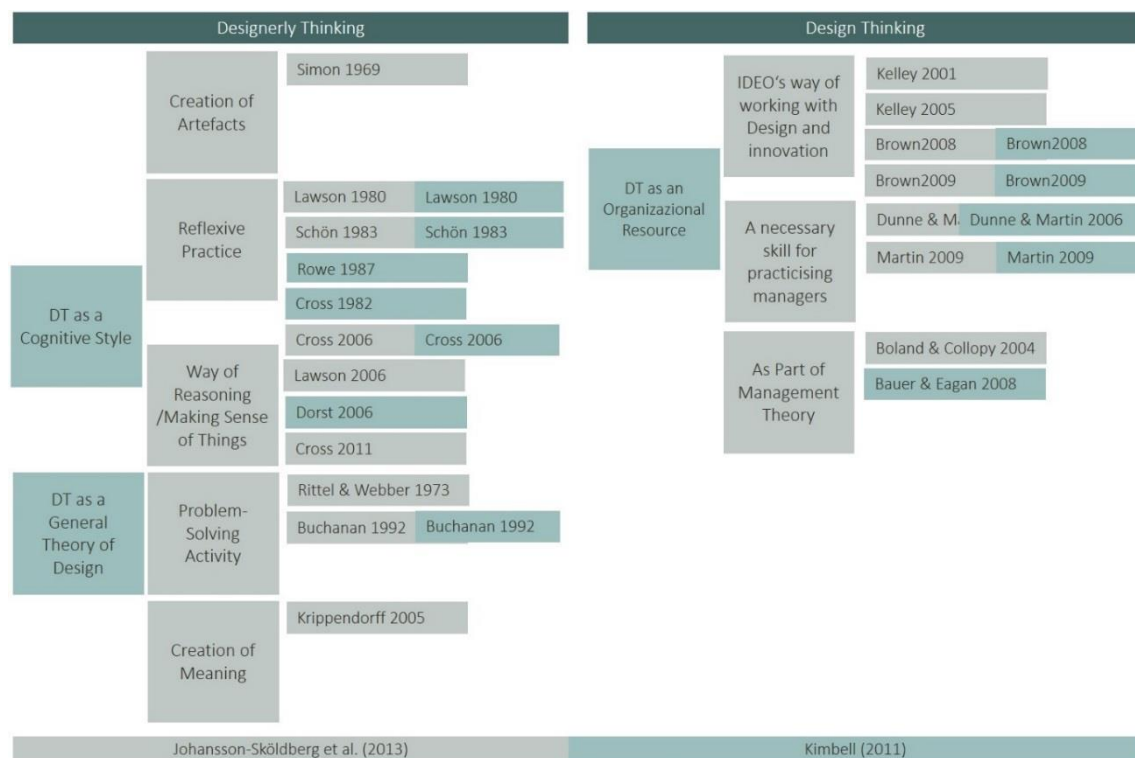 Designerly Thinking
Creation of
Artefacts
Simon 1969
Reflexive
Practice
Lawson 1980
Lawson 1980
Schön 1983
Schön 1983
Rowe 1987
Cross 1982
DT as a
Cognitive Style
Cross 2006
Cross 2006
Way of
Reasoning
/Making Sense
of Things
Lawson 2006
Dorst 2006
Cross 2011
DT as a
General
Theory of
Design
Problem-
Solving
Activity
Rittel & Webber 1973
Buchanan 1992
Buchanan 1992
Creation of
Meaning
Krippendorff 2005
Design Thinking
DT as an
Organizazional
Resource
IDEO‘s way of
working with
Design and
innovation
Kelley 2001
Kelley 2005
Brown2008
Brown2008
Brown2009
Brown2009
A necessary
skill for
practicising
managers
Dunne &
Dunne & Martin 2006
Martin 2009
Martin 2009
As Part of
Management
Theory
Boland & Collopy 2004
Bauer & Eagan 2008
Johansson-Sköldberg et al. (2013)
Kimbell (2011)